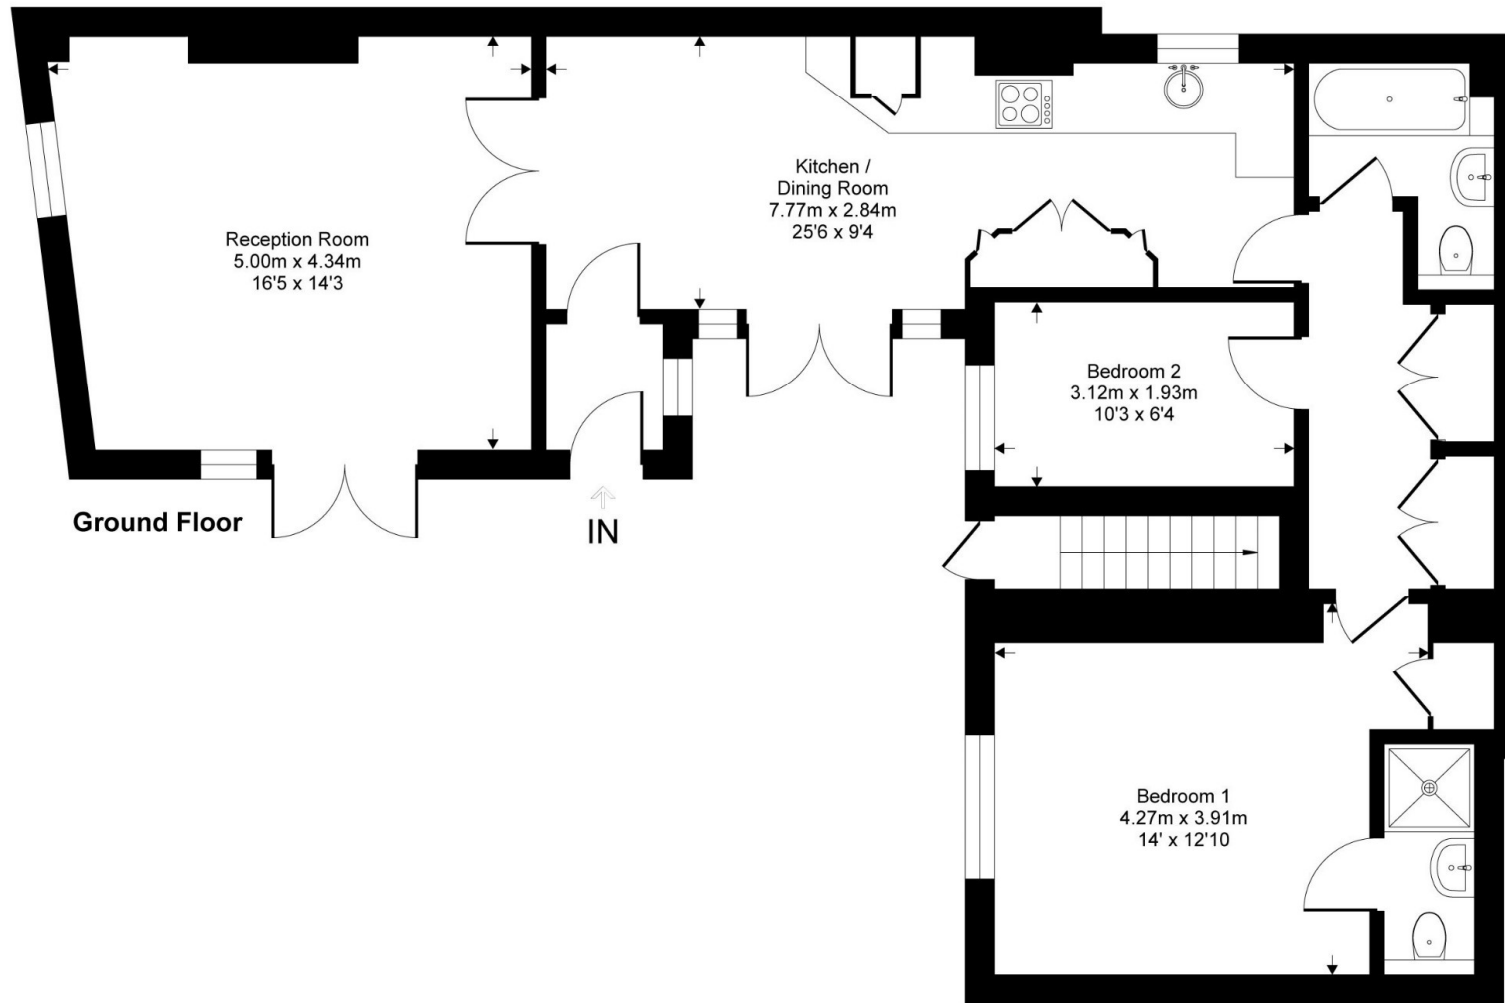 Kitchen /
Dining Room
7.77m x 2.84m
25'6 x 9'4
Reception Room
5.00m x 4.34m
16'5 x 14'3
Bedroom 2
3.12m x 1.93m
10'3 x 6'4
Ground Floor
IN
Bedroom 1
4.27m x 3.91m
14' x 12'10